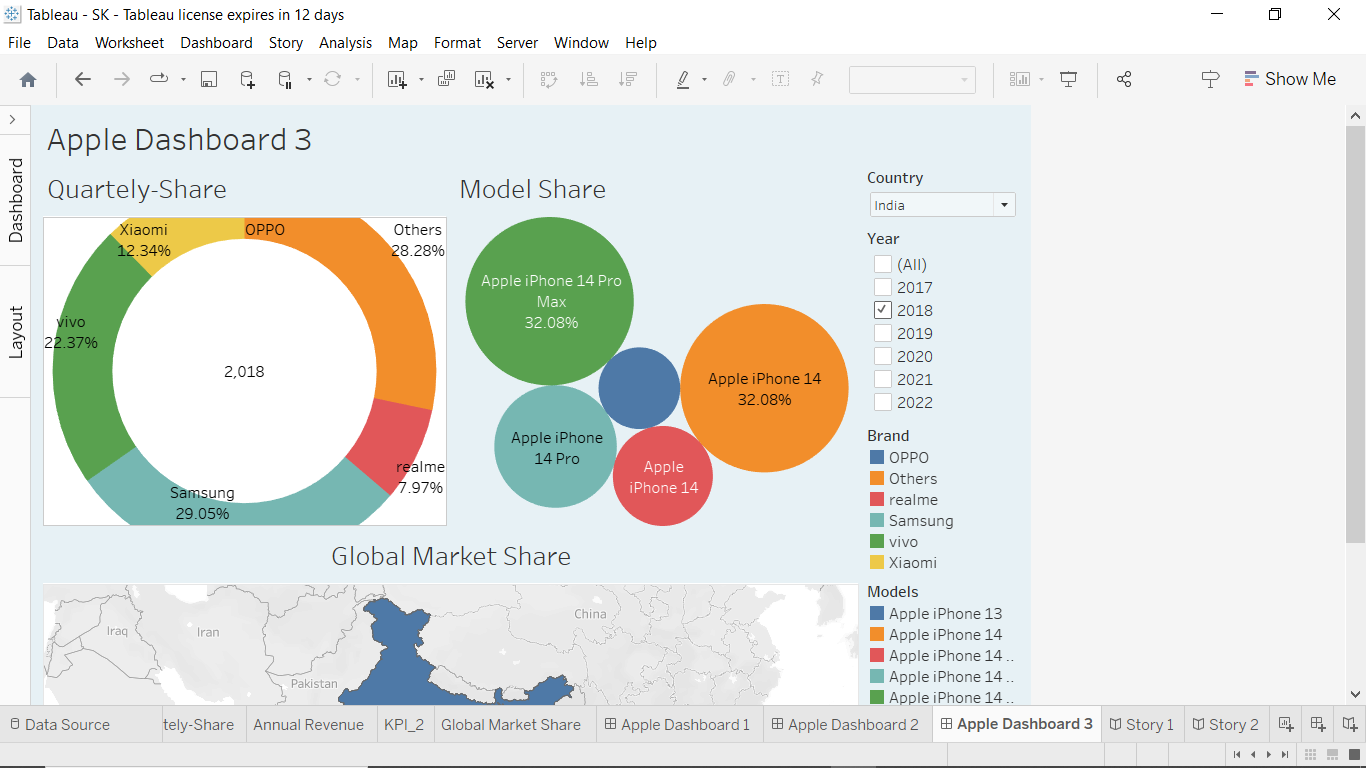 Tableau - SK - Tableau license expires in 12 days
File Data Worksheet Dashboard Story Analysis Map Format Server Window Help
Show Me
Dashboard
Layout
Apple Dashboard 3
Quartely-Share
Xiaomi
12.34%
OPPO
Others
28.28%
vivo
22.37%
2,018
realme
7.97%
Samsung
29.05%
Model Share
Apple iPhone 14 Pro
Max
32.08%
Apple iPhone 14
32.08%
Apple iPhone
14 Pro
Apple
iPhone 14
Country
India
Year
(All)
2017
2018
2019
2020
2021
2022
Brand
OPPO
Others
realme
Samsung
vivo
Xiaomi
Models
Apple iPhone 13
Apple iPhone 14
Apple iPhone 14 ..
Apple iPhone 14 ..
Apple iPhone 14 ..
Global Market Share
Iraq
Iran
Pakistan
China
Data Source
tely-Share
Annual Revenue
KPI_2
Global Market Share
Apple Dashboard 1
Apple Dashboard 2
Apple Dashboard 3
Story 1
Story 2